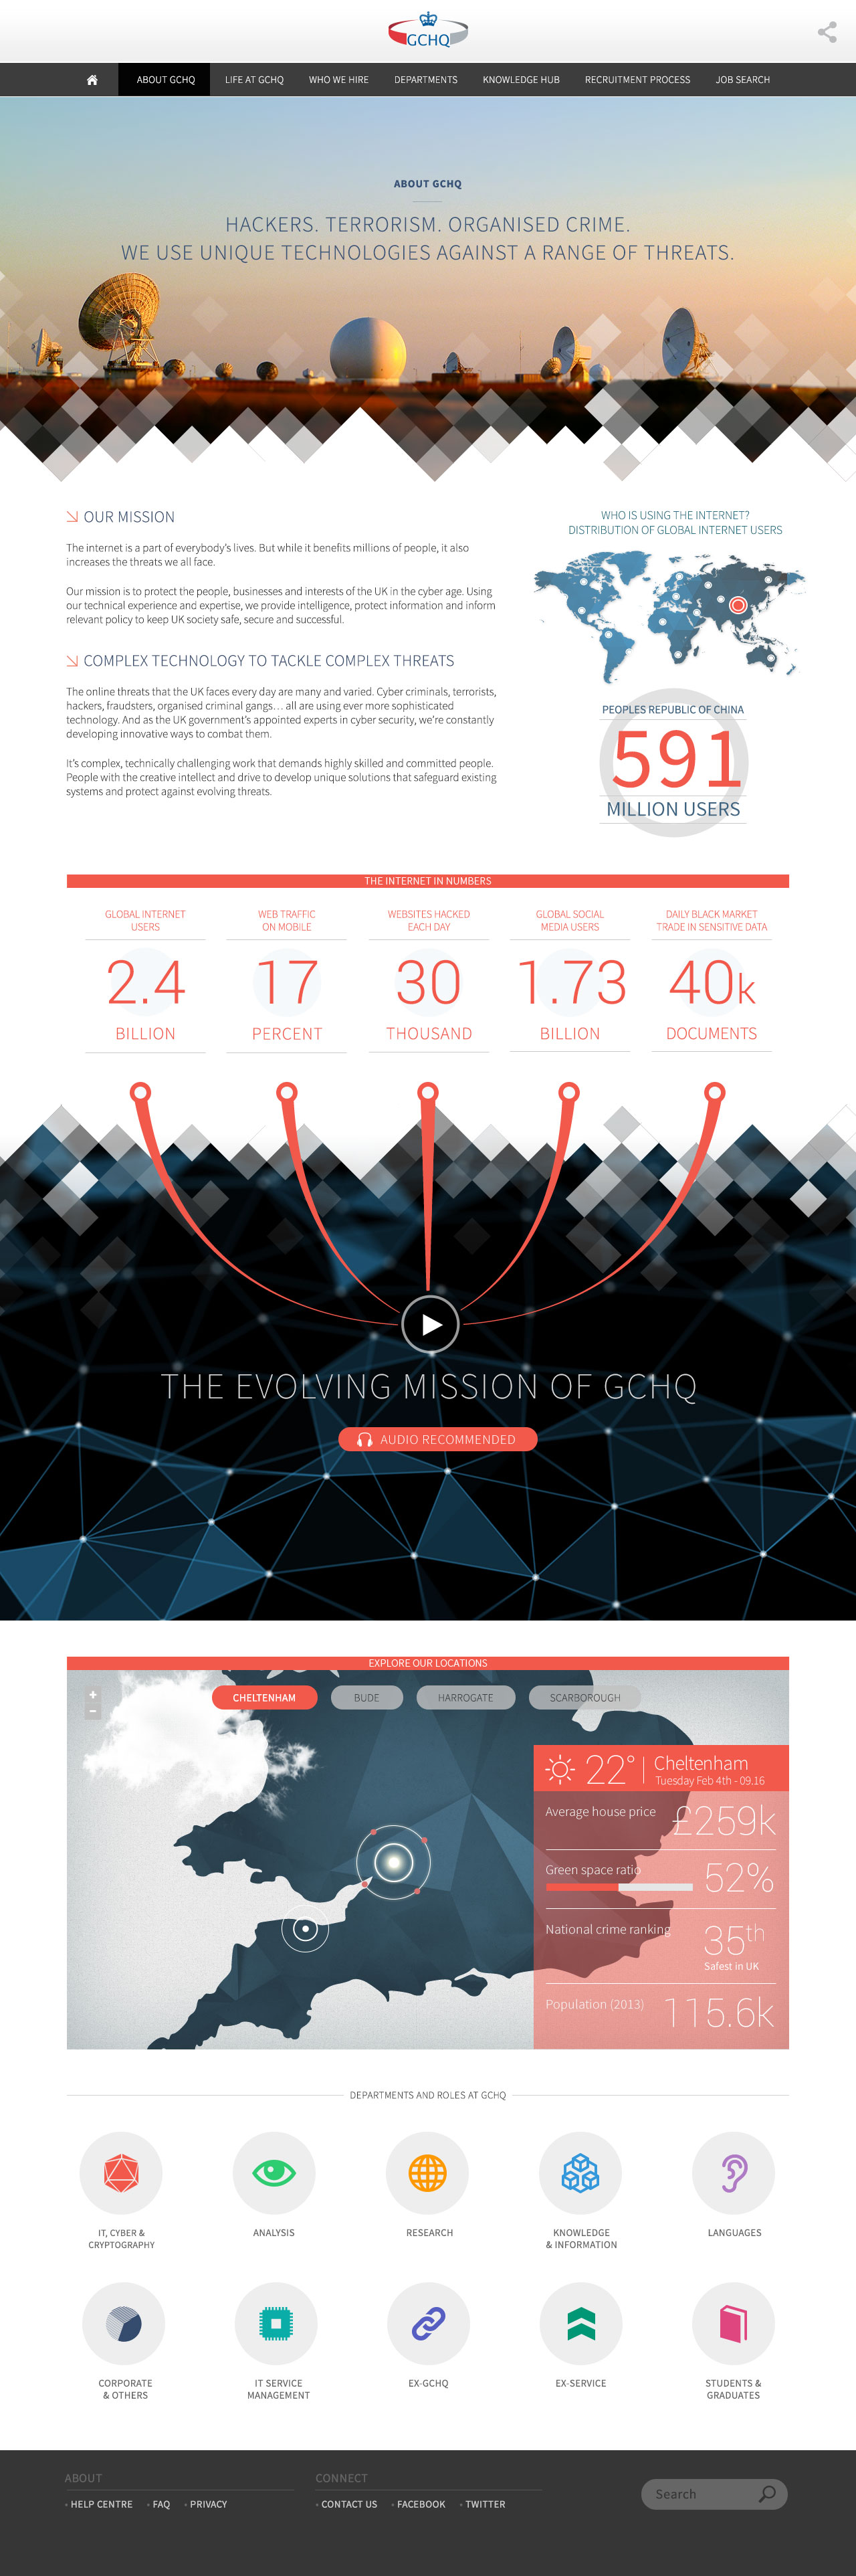 GCHQ
ABOUT GCHQ
LIFE AT GCHQ
WHO WE HIRE
DEPARTMENTS
KNOWLEDGE HUB
RECRUITMENT PROCESS
JOB SEARCH
ABOUT GCHQ
HACKERS. TERRORISM. ORGANISED CRIME.
WE USE UNIQUE TECHNOLOGIES AGAINST A RANGE OF THREATS.
OUR MISSION
The internet is a part of everybody's lives. But while it benefits millions of people, it also
increases the threats we all face.
Our mission is to protect the people, businesses and interests of the UK in the cyber age. Using
our technical experience and expertise, we provide intelligence, protect information and inform
relevant policy to keep UK society safe, secure and successful.
COMPLEX TECHNOLOGY TO TACKLE COMPLEX THREATS
The online threats that the UK faces every day are many and varied. Cyber criminals, terrorists,
hackers, fraudsters, organised criminal gangs… all are using ever more sophisticated
technology. And as the UK government's appointed experts in cyber security, we're constantly
developing innovative ways to combat them.
It's complex, technically challenging work that demands highly skilled and committed people.
People with the creative intellect and drive to develop unique solutions that safeguard existing
systems and protect against evolving threats.
WHO IS USING THE INTERNET?
DISTRIBUTION OF GLOBAL INTERNET USERS
PEOPLES REPUBLIC OF CHINA
591
MILLION USERS
THE INTERNET IN NUMBERS
GLOBAL INTERNET
USERS
2.4
BILLION
WEB TRAFFIC
ON MOBILE
17
PERCENT
WEBSITES HACKED
EACH DAY
30
THOUSAND
GLOBAL SOCIAL
MEDIA USERS
1.73
BILLION
DAILY BLACK MARKET
TRADE IN SENSITIVE DATA
40k
DOCUMENTS
THE EVOLVING MISSION OF GCHQ
AUDIO RECOMMENDED
EXPLORE OUR LOCATIONS
+
−
CHELTENHAM
BUDE
HARROGATE
SCARBOROUGH
22°
Cheltenham
Tuesday Feb 4th - 09.16
Average house price
£259k
Green space ratio
52%
National crime ranking
35th
Safest in UK
Population (2013)
115.6k
DEPARTMENTS AND ROLES AT GCHQ
IT, CYBER &
CRYPTOGRAPHY
ANALYSIS
RESEARCH
KNOWLEDGE
& INFORMATION
LANGUAGES
CORPORATE
& OTHERS
IT SERVICE
MANAGEMENT
EX-GCHQ
EX-SERVICE
STUDENTS &
GRADUATES
ABOUT
HELP CENTRE
FAQ
PRIVACY
CONNECT
CONTACT US
FACEBOOK
TWITTER
Search